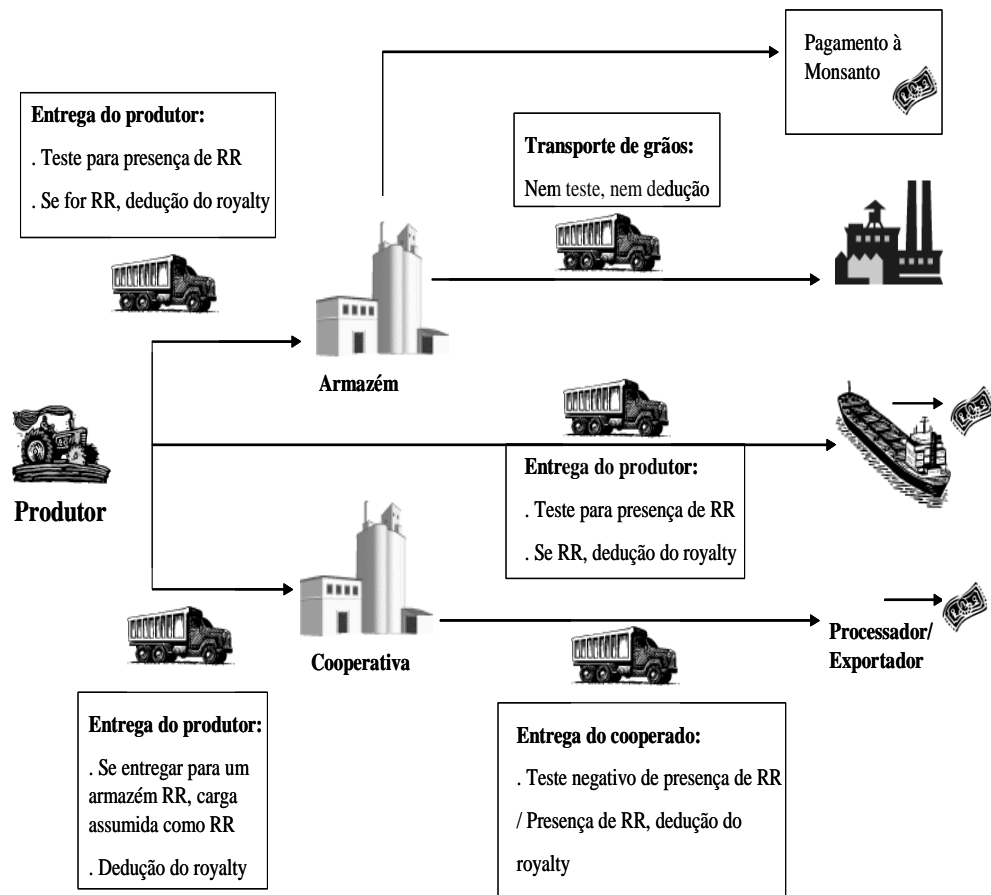 Pagamento à
Monsanto
Entrega do produtor:
. Teste para presença de RR
. Se for RR, dedução do royalty
Transporte de grãos:
Nem teste, nem dedução
Armazém
Produtor
Entrega do produtor:
. Teste para presença de RR
. Se RR, dedução do royalty
Cooperativa
Processador/
Exportador
Entrega do produtor:
. Se entregar para um
armazém RR, carga
assumida como RR
. Dedução do royalty
Entrega do cooperado:
. Teste negativo de presença de RR
/ Presença de RR, dedução do
royalty